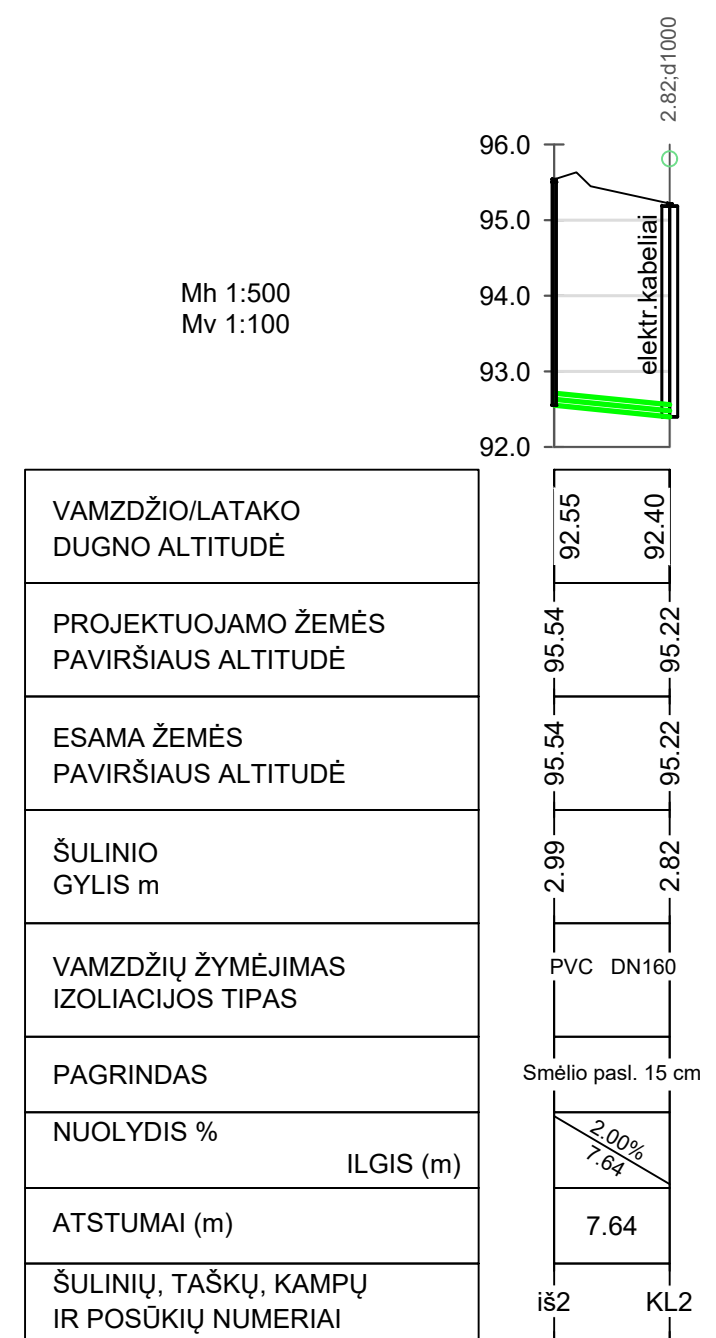 2.82;d1000
96.0
95.0
94.0
93.0
92.0
elektr.kabeliai
Mh 1:500
Mv 1:100
VAMZDŽIO/LATAKO
DUGNO ALTITUDĖ
92.55
92.40
PROJEKTUOJAMO ŽEMĖS
PAVIRŠIAUS ALTITUDĖ
95.54
95.22
ESAMA ŽEMĖS
PAVIRŠIAUS ALTITUDĖ
95.54
95.22
ŠULINIO
GYLIS m
2.99
2.82
VAMZDŽIŲ ŽYMĖJIMAS
IZOLIACIJOS TIPAS
PVC DN160
PAGRINDAS
Smėlio pasl. 15 cm
NUOLYDIS %
ILGIS (m)
2.00%
7.64
ATSTUMAI (m)
7.64
ŠULINIŲ, TAŠKŲ, KAMPŲ
IR POSŪKIŲ NUMERIAI
iš2
KL2